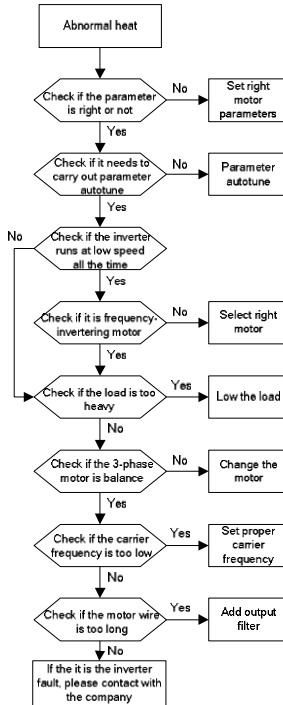 Abnormal heat
Check if the parameter
is right or not
No
Set right
motor
parameters
Yes
Check if it needs to
carry out parameter
autotune
No
Parameter
autotune
Yes
No
Check if the inverter
runs at low speed
all the time
Yes
Check if it is frequency-
invertering motor
No
Select right
motor
Yes
Check if the load is too
heavy
Yes
Low the load
No
Check if the 3-phase
motor is balance
No
Change the
motor
Yes
Check if the carrier
frequency is too low
Yes
Set proper
carrier
frequency
No
Check if the motor wire
is too long
Yes
Add output
filter
No
If the it is the inverter
fault, please contact with
the company